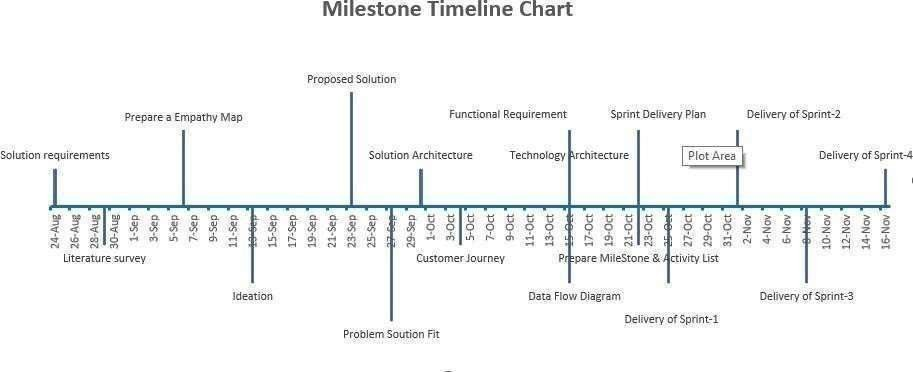 Milestone Timeline Chart
Proposed Solution
Prepare a Empathy Map
Functional Requirement
Sprint Delivery Plan
Delivery of Sprint-2
Solution requirements
Solution Architecture
Technology Architecture
Plot Area
Delivery of Sprint-4
24-Aug
26-Aug
28-Aug
30-Aug
1-Sep
3-Sep
5-Sep
7-Sep
9-Sep
11-Sep
13-Sep
15-Sep
17-Sep
19-Sep
21-Sep
23-Sep
25-Sep
27-Sep
29-Sep
1-Oct
3-Oct
5-Oct
7-Oct
9-Oct
11-Oct
13-Oct
15-Oct
17-Oct
19-Oct
21-Oct
23-Oct
25-Oct
27-Oct
29-Oct
31-Oct
2-Nov
4-Nov
6-Nov
8-Nov
10-Nov
12-Nov
14-Nov
16-Nov
Literature survey
Customer Journey
Prepare MileStone & Activity List
Ideation
Data Flow Diagram
Delivery of Sprint-3
Delivery of Sprint-1
Problem Soution Fit